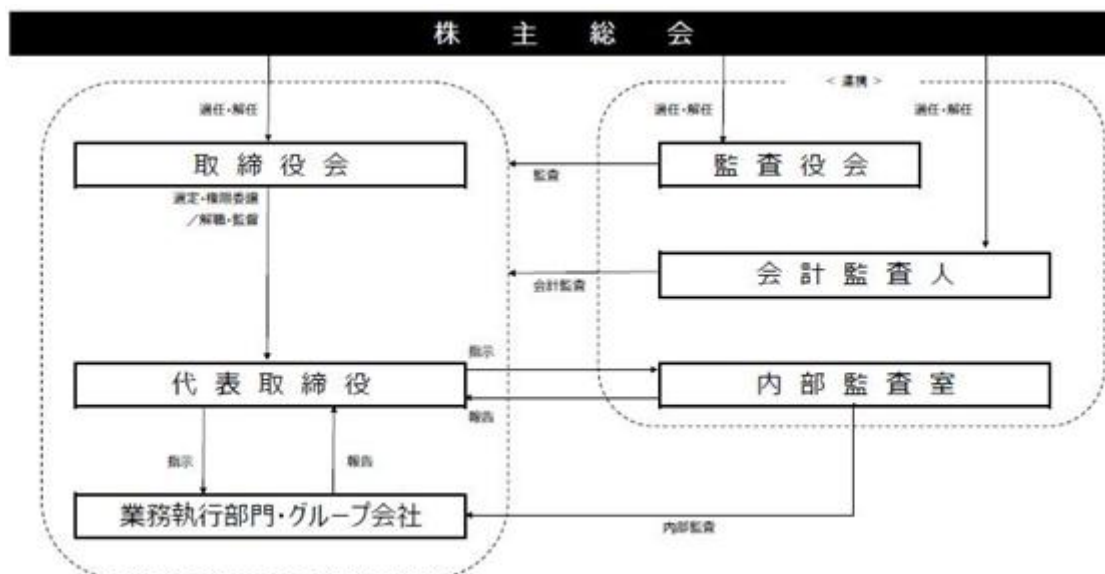 株主総会
＜連携＞
選任・解任
選任・解任
選任・解任
取締役会
監査役会
監査
選定・権限委譲
／解職・監督
会計監査人
会計監査
指示
代表取締役
内部監査室
報告
指示
報告
業務執行部門・グループ会社
内部監査